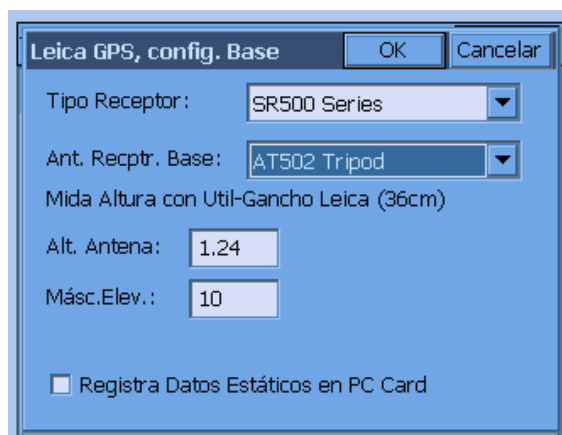 Leica GPS, config. Base OK Cancelar
Tipo Receptor: SR500 Series
Ant. Recptr. Base: AT502 Tripod
Mida Altura con Util-Gancho Leica (36cm)
Alt. Antena: 1.24
Másc.Elev.: 10
Registra Datos Estáticos en PC Card